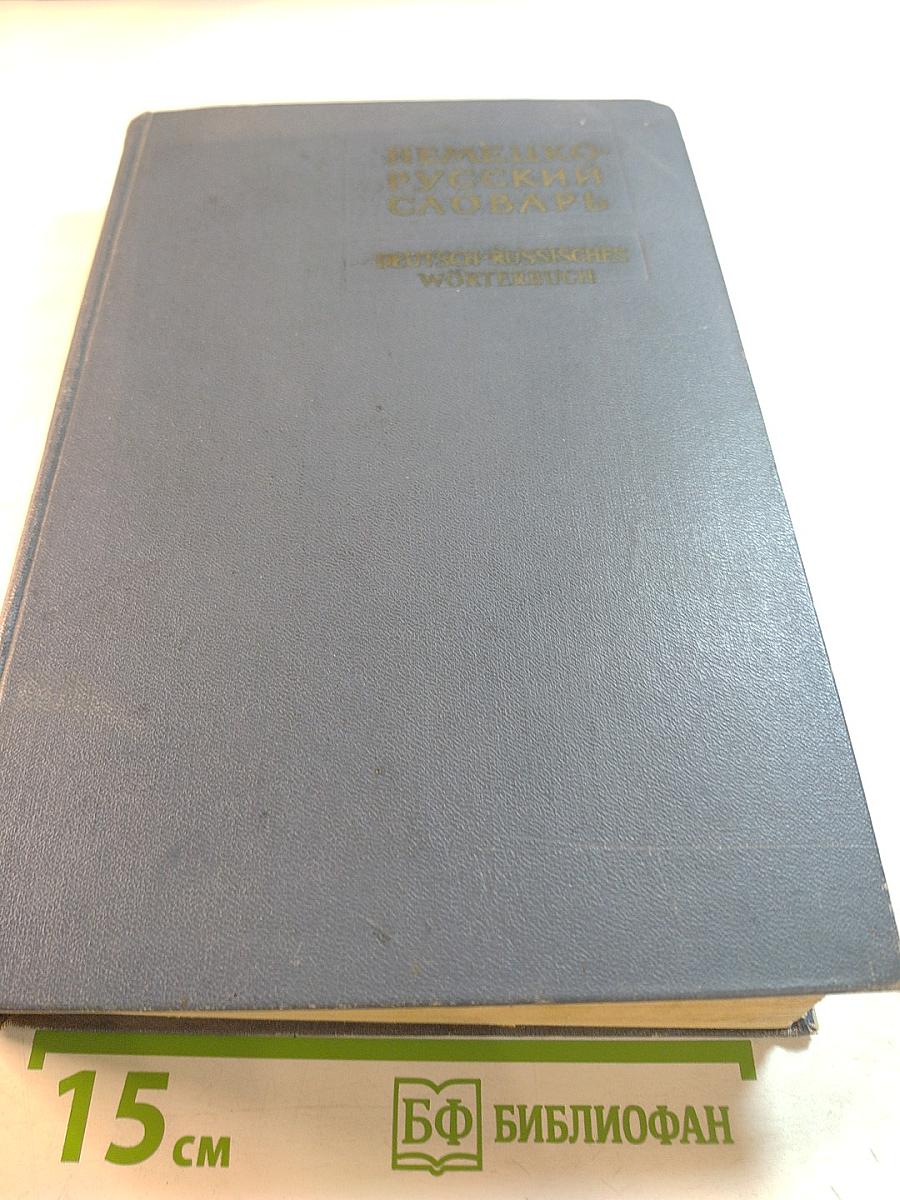 НЕМЕЦКО-
РУССКИЙ
СЛОВАРЬ
DEUTSCH-RUSSISCHES
WÖRTERBUCH
15 см
БФ БИБЛИОФАН